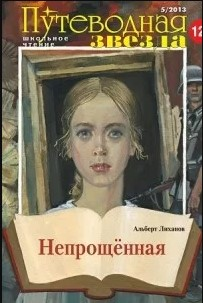 Путеводная
звезда
школьное
чтение
5/2013
12
Альберт Лиханов
Непрощённая